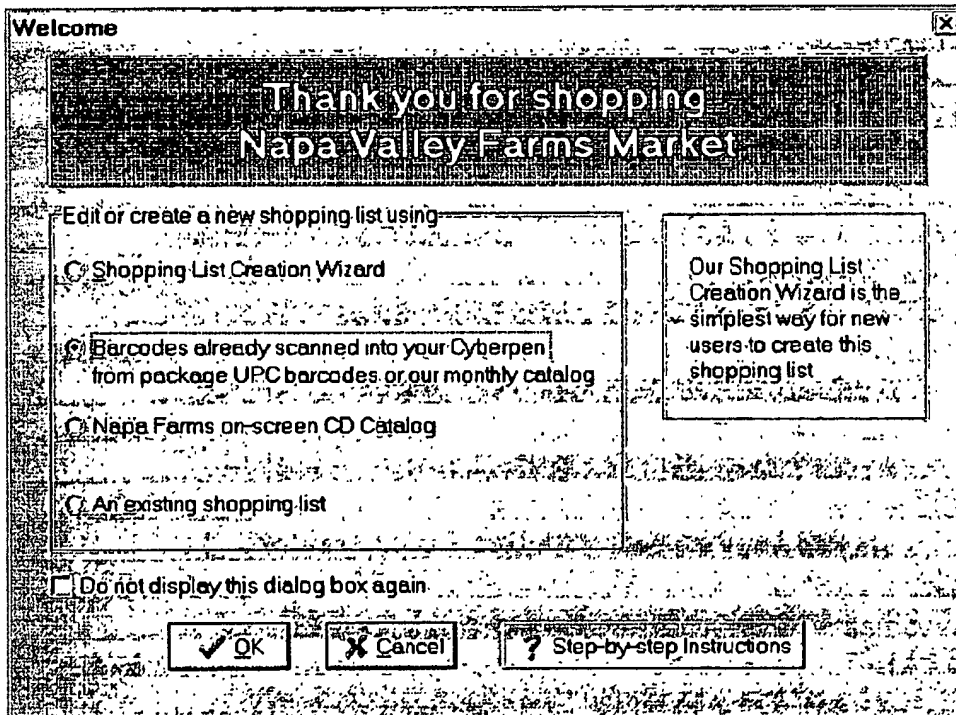 Welcome
Thank you for shopping
Napa Valley Farms Market
Edit or create a new shopping list using
Shopping List Creation Wizard
Barcodes already scanned into your Cyberpen
from package UPC barcodes or our monthly catalog
Napa Farms on-screen CD Catalog
An existing shopping list
Our Shopping List
Creation Wizard is the
simplest way for new
users to create this
shopping list
Do not display this dialog box again
OK
Cancel
? Step-by-step Instructions